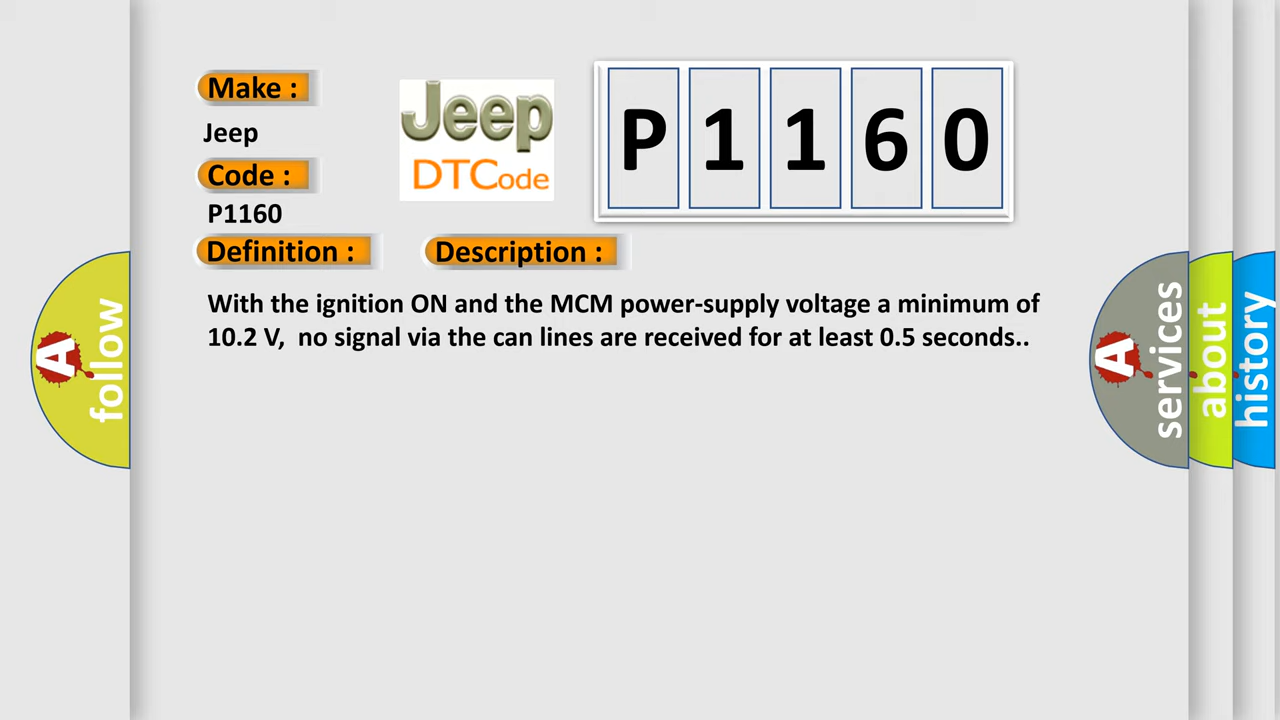 Make :
Jeep
Code :
P1160
Definition :
Description :
With the ignition ON and the MCM power-supply voltage a minimum of
10.2 V,  no signal via the can lines are received for at least 0.5 seconds..
Jeep
DTCode
P 1 1 6 0
A follow
A services
about
history